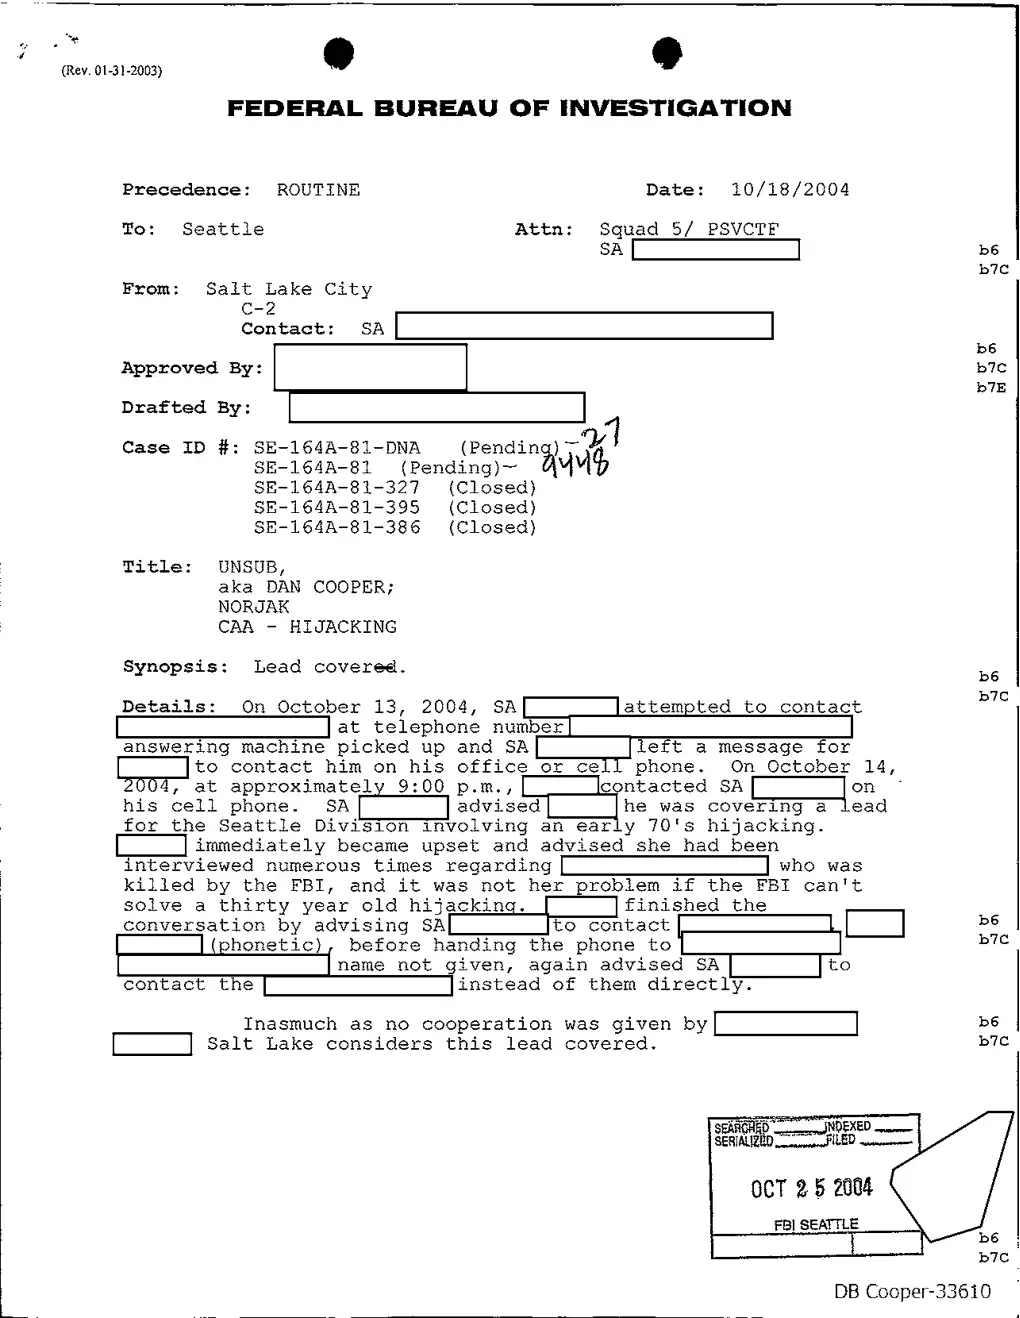 (Rev. 01-31-2003)
FEDERAL BUREAU OF INVESTIGATION
Precedence: ROUTINE Date: 10/18/2004
To: Seattle Attn: Squad 5/ PSVCTF
SA
b6
b7C
From: Salt Lake City
C-2
Contact: SA
b6
Approved By:
b7C
b7E
Drafted By:
Case ID #: SE-164A-81-DNA (Pending)-27
SE-164A-81 (Pending)- 9448
SE-164A-81-327 (Closed)
SE-164A-81-395 (Closed)
SE-164A-81-386 (Closed)
Title: UNSUB,
aka DAN COOPER;
NORJAK
CAA - HIJACKING
Synopsis: Lead covered.
b6
b7C
Details: On October 13, 2004, SA attempted to contact
at telephone number
answering machine picked up and SA left a message for
to contact him on his office or cell phone. On October 14,
2004, at approximately 9:00 p.m., contacted SA on
his cell phone. SA advised he was covering a lead
for the Seattle Division involving an early 70's hijacking.
immediately became upset and advised she had been
interviewed numerous times regarding who was
killed by the FBI, and it was not her problem if the FBI can't
solve a thirty year old hijacking. finished the
conversation by advising SA to contact ,
b6
(phonetic), before handing the phone to
b7C
name not given, again advised SA to
contact the instead of them directly.
Inasmuch as no cooperation was given by
b6
Salt Lake considers this lead covered.
b7C
SEARCHED INDEXED
SERIALIZED FILED
OCT 25 2004
FBI SEATTLE
b6
b7C
DB Cooper-33610